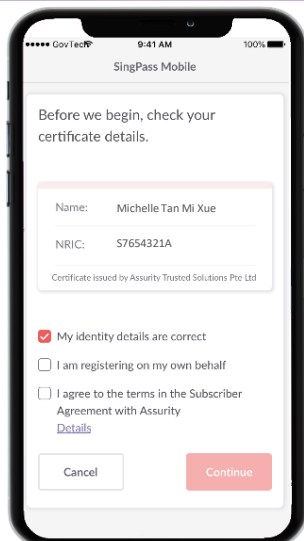 GovTech
9:41 AM
100%
SingPass Mobile
Before we begin, check your
certificate details.
Name: Michelle Tan Mi Xue
NRIC: S7654321A
Certificate issued by Assurity Trusted Solutions Pte Ltd
My identity details are correct
I am registering on my own behalf
I agree to the terms in the Subscriber
Agreement with Assurity
Details
Cancel
Continue